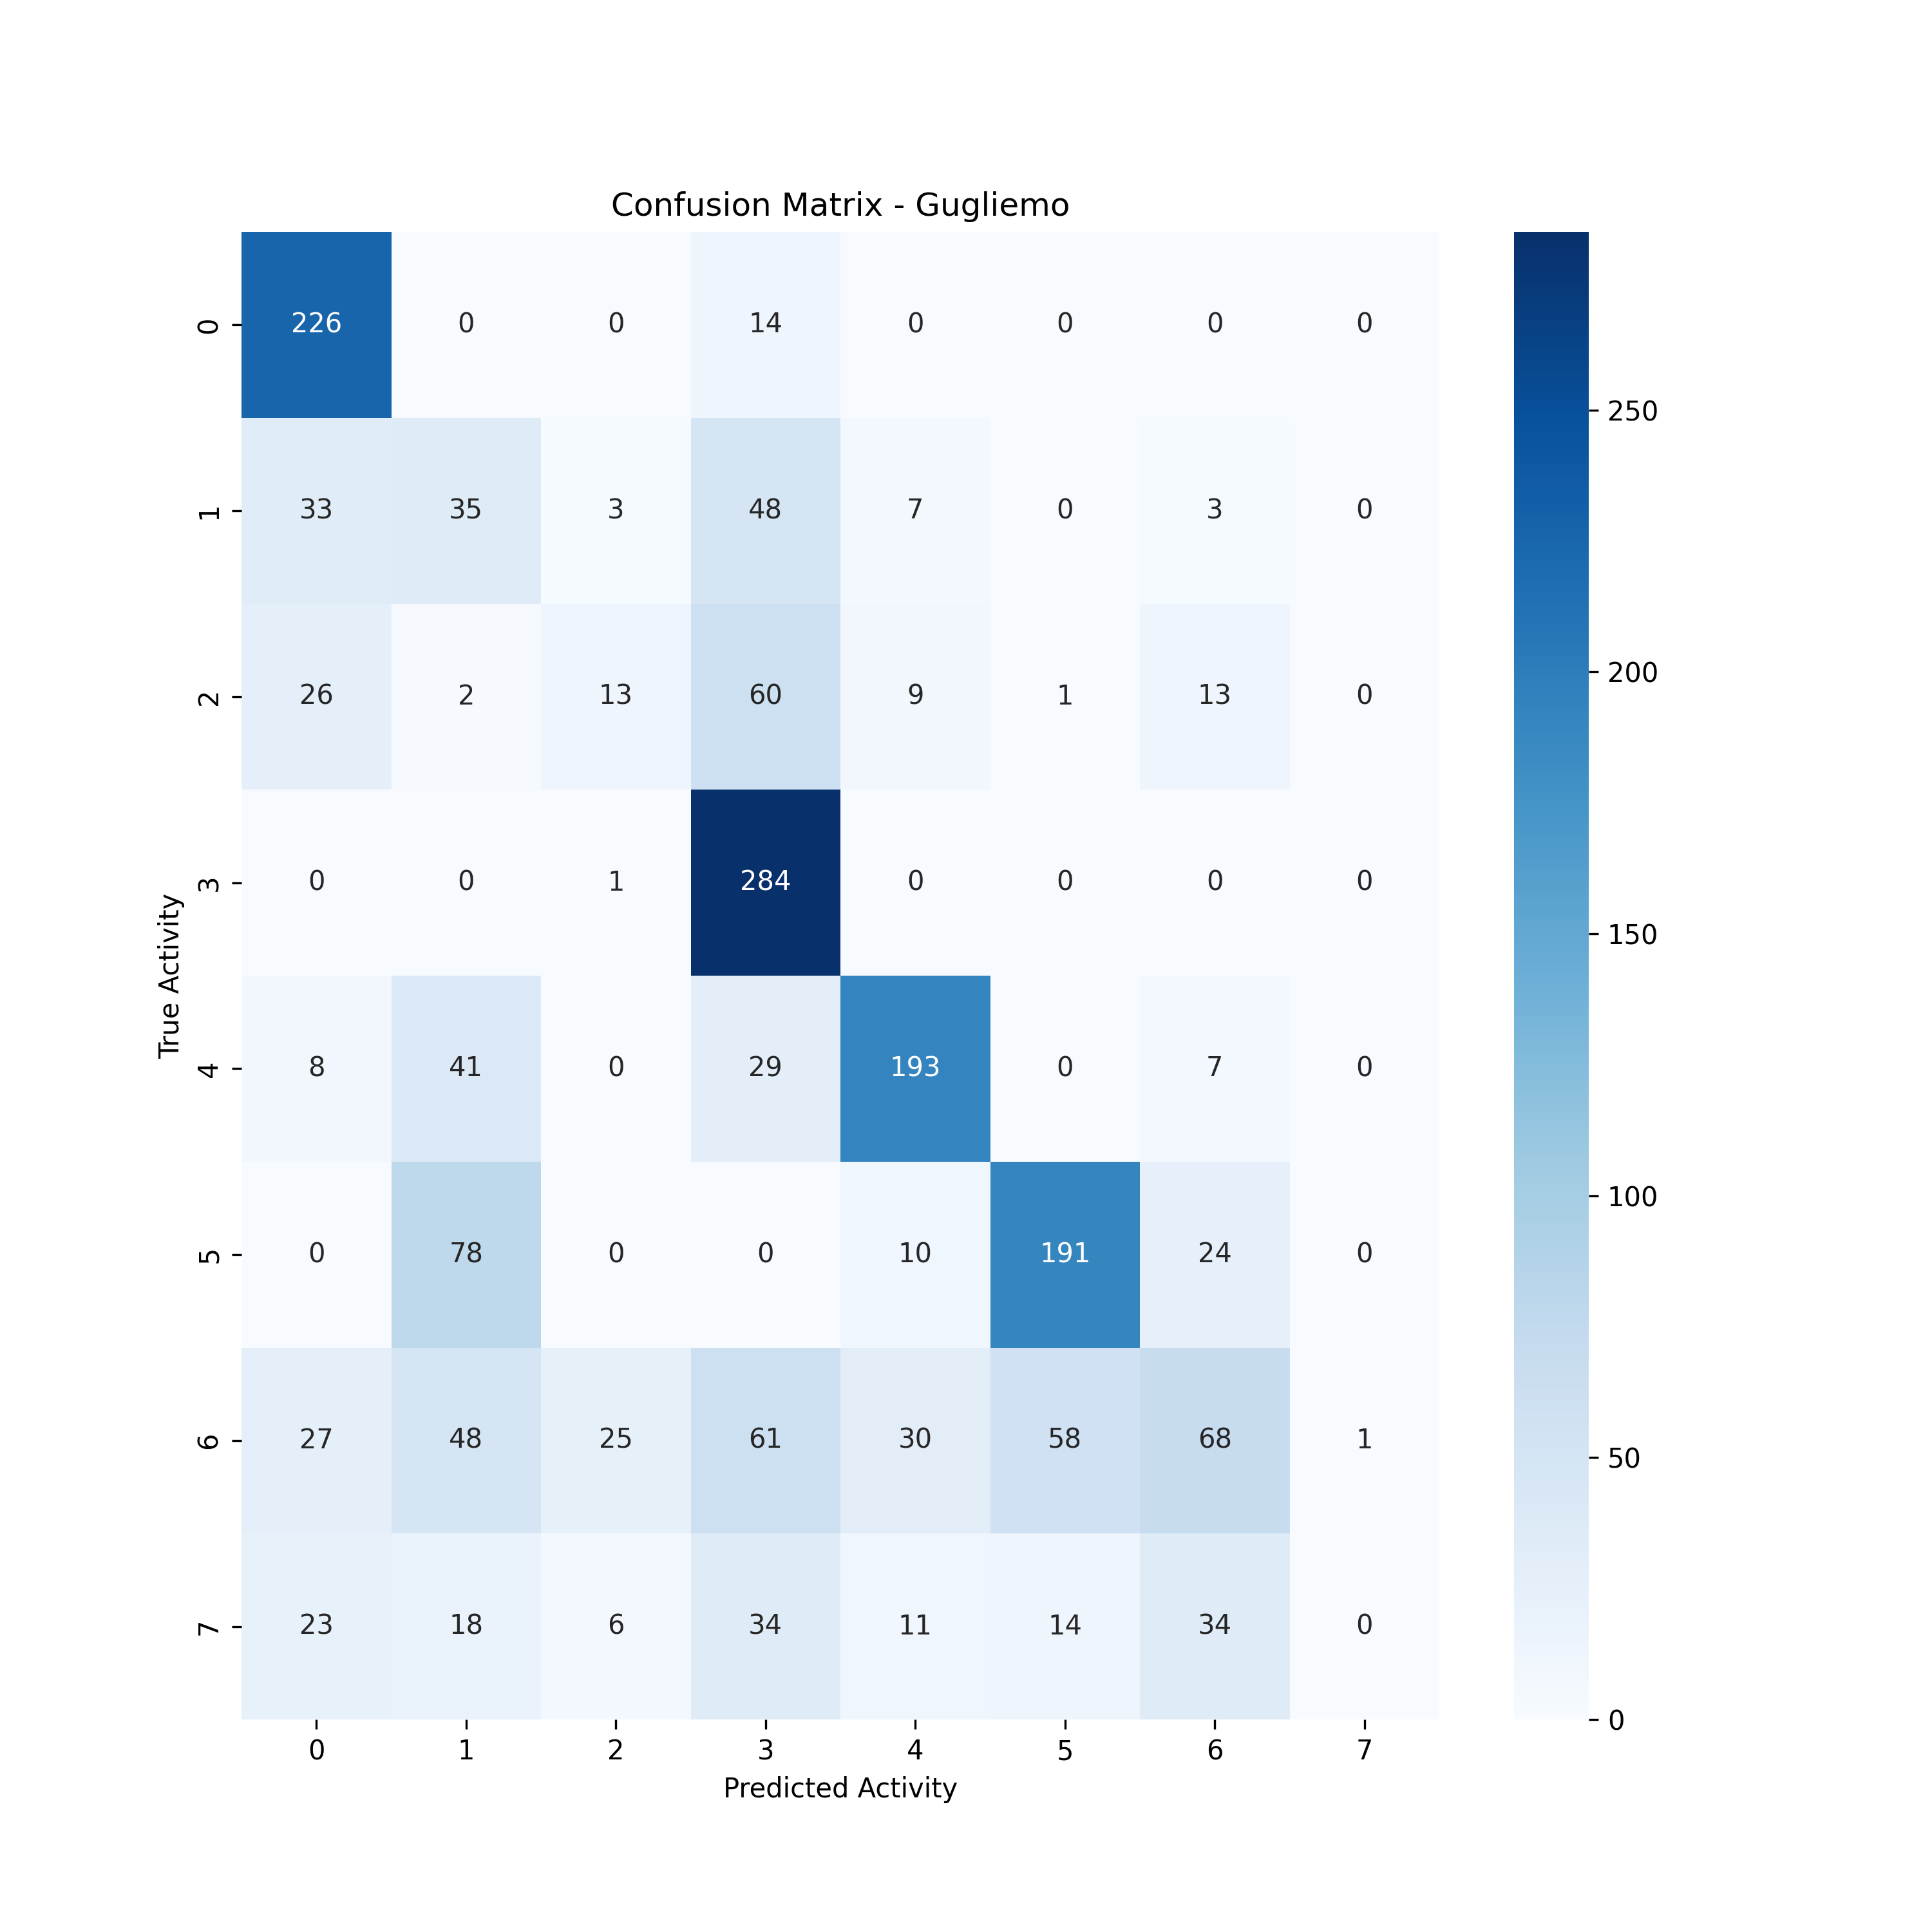 Confusion Matrix - Gugliemo
0 226 0 0 14 0 0 0 0
1 33 35 3 48 7 0 3 0
2 26 2 13 60 9 1 13 0
3 0 0 1 284 0 0 0 0
4 8 41 0 29 193 0 7 0
5 0 78 0 0 10 191 24 0
6 27 48 25 61 30 58 68 1
7 23 18 6 34 11 14 34 0
0 1 2 3 4 5 6 7
Predicted Activity
True Activity
250
200
150
100
50
0